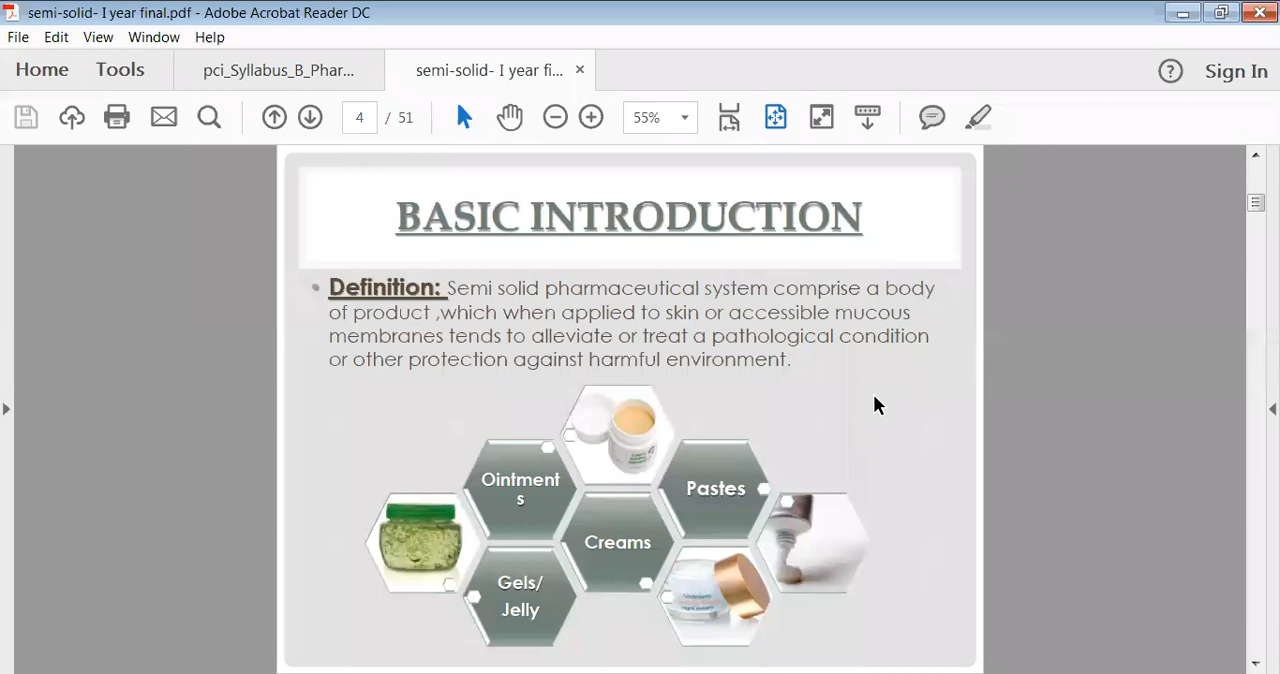 semi-solid- I year final.pdf - Adobe Acrobat Reader DC
File Edit View Window Help
Home Tools pci_Syllabus_B_Phar... semi-solid- I year fi... × ? Sign In
4 / 51 55%
BASIC INTRODUCTION
• Definition: Semi solid pharmaceutical system comprise a body
of product ,which when applied to skin or accessible mucous
membranes tends to alleviate or treat a pathological condition
or other protection against harmful environment.
Ointment
s
Pastes
Creams
Gels/
Jelly